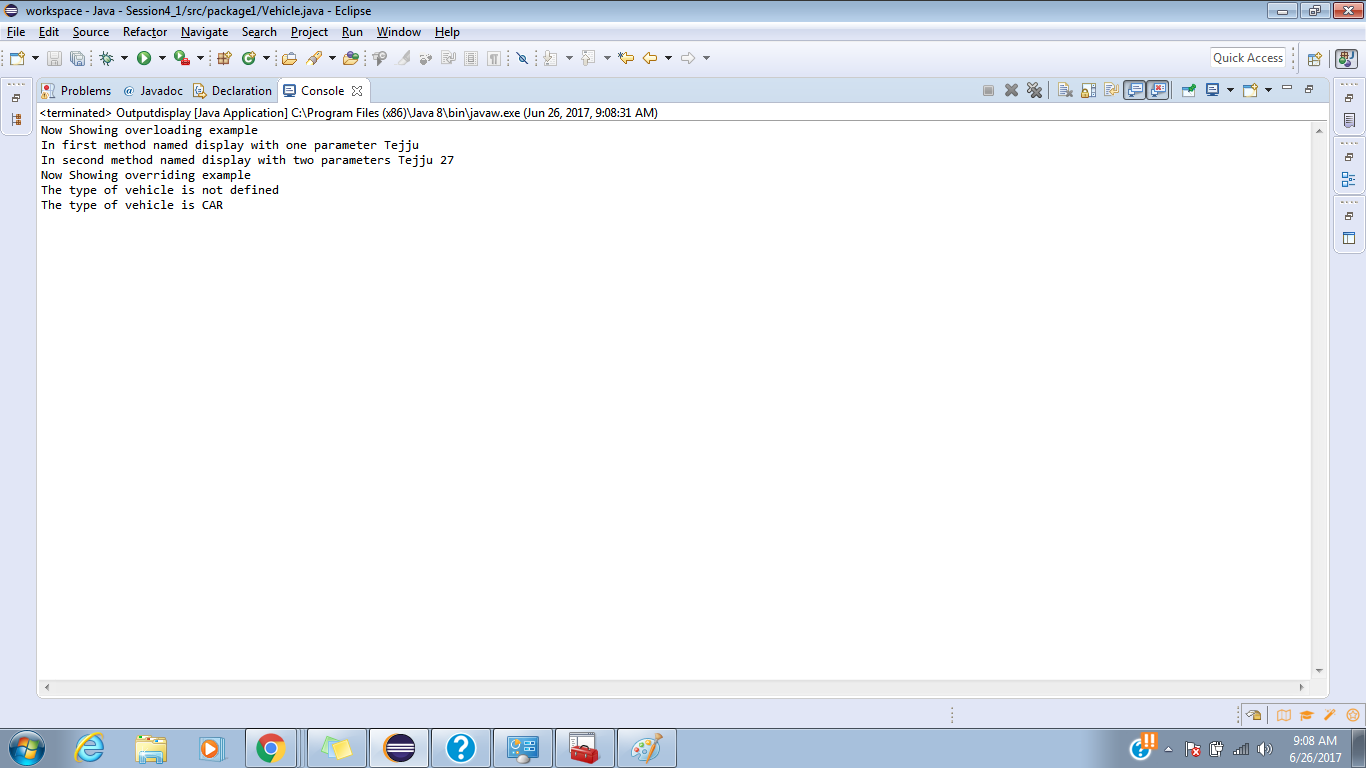 workspace - Java - Session4_1/src/package1/Vehicle.java - Eclipse
File Edit Source Refactor Navigate Search Project Run Window Help
Quick Access
Problems @ Javadoc Declaration Console
<terminated> Outputdisplay [Java Application] C:\Program Files (x86)\Java 8\bin\javaw.exe (Jun 26, 2017, 9:08:31 AM)
Now Showing overloading example
In first method named display with one parameter Tejju
In second method named display with two parameters Tejju 27
Now Showing overriding example
The type of vehicle is not defined
The type of vehicle is CAR
9:08 AM
6/26/2017